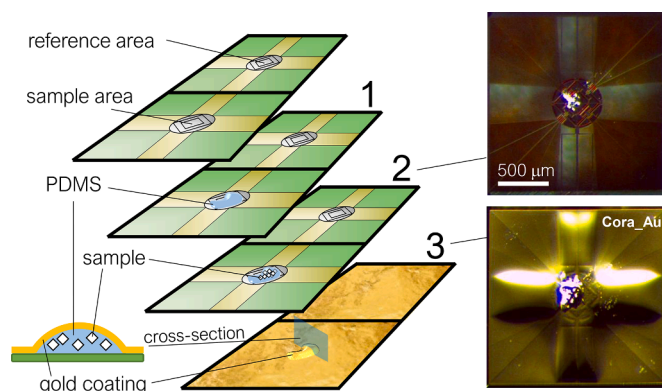 reference area
sample area
1
PDMS
2
500 μm
sample
3
Cora_Au
cross-section
gold coating